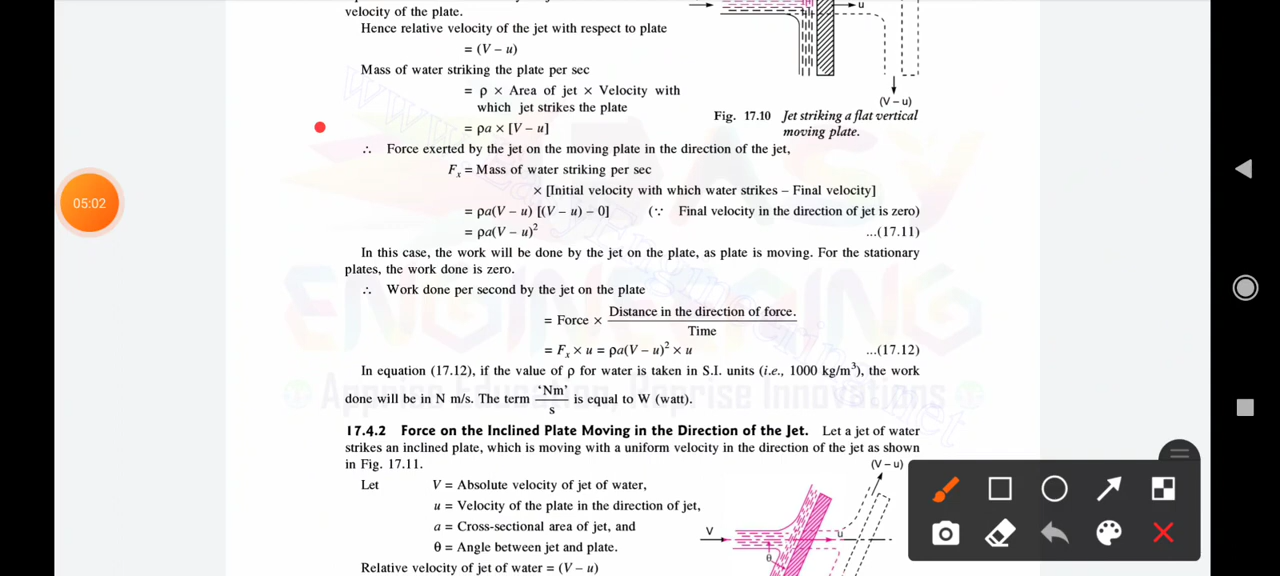 velocity of the plate.
Hence relative velocity of the jet with respect to plate
= (V – u)
Mass of water striking the plate per sec
= ρ × Area of jet × Velocity with
which jet strikes the plate
= ρa × [V – u]
u
(V – u)
Fig. 17.10 Jet striking a flat vertical
moving plate.
∴ Force exerted by the jet on the moving plate in the direction of the jet,
Fₓ = Mass of water striking per sec
× [Initial velocity with which water strikes – Final velocity]
= ρa(V – u) [(V – u) – 0] (∵ Final velocity in the direction of jet is zero)
= ρa(V – u)² ...(17.11)
In this case, the work will be done by the jet on the plate, as plate is moving. For the stationary
plates, the work done is zero.
∴ Work done per second by the jet on the plate
= Force × Distance in the direction of force.
Time
= Fₓ × u = ρa(V – u)² × u ...(17.12)
In equation (17.12), if the value of ρ for water is taken in S.I. units (i.e., 1000 kg/m³), the work
done will be in N m/s. The term ‘Nm’ is equal to W (watt).
s
17.4.2 Force on the Inclined Plate Moving in the Direction of the Jet. Let a jet of water
strikes an inclined plate, which is moving with a uniform velocity in the direction of the jet as shown
in Fig. 17.11.
Let V = Absolute velocity of jet of water,
u = Velocity of the plate in the direction of jet,
a = Cross-sectional area of jet, and
θ = Angle between jet and plate.
Relative velocity of jet of water = (V – u)
(V – u)
V
u
θ
05:02
EASY
ENGINEERING